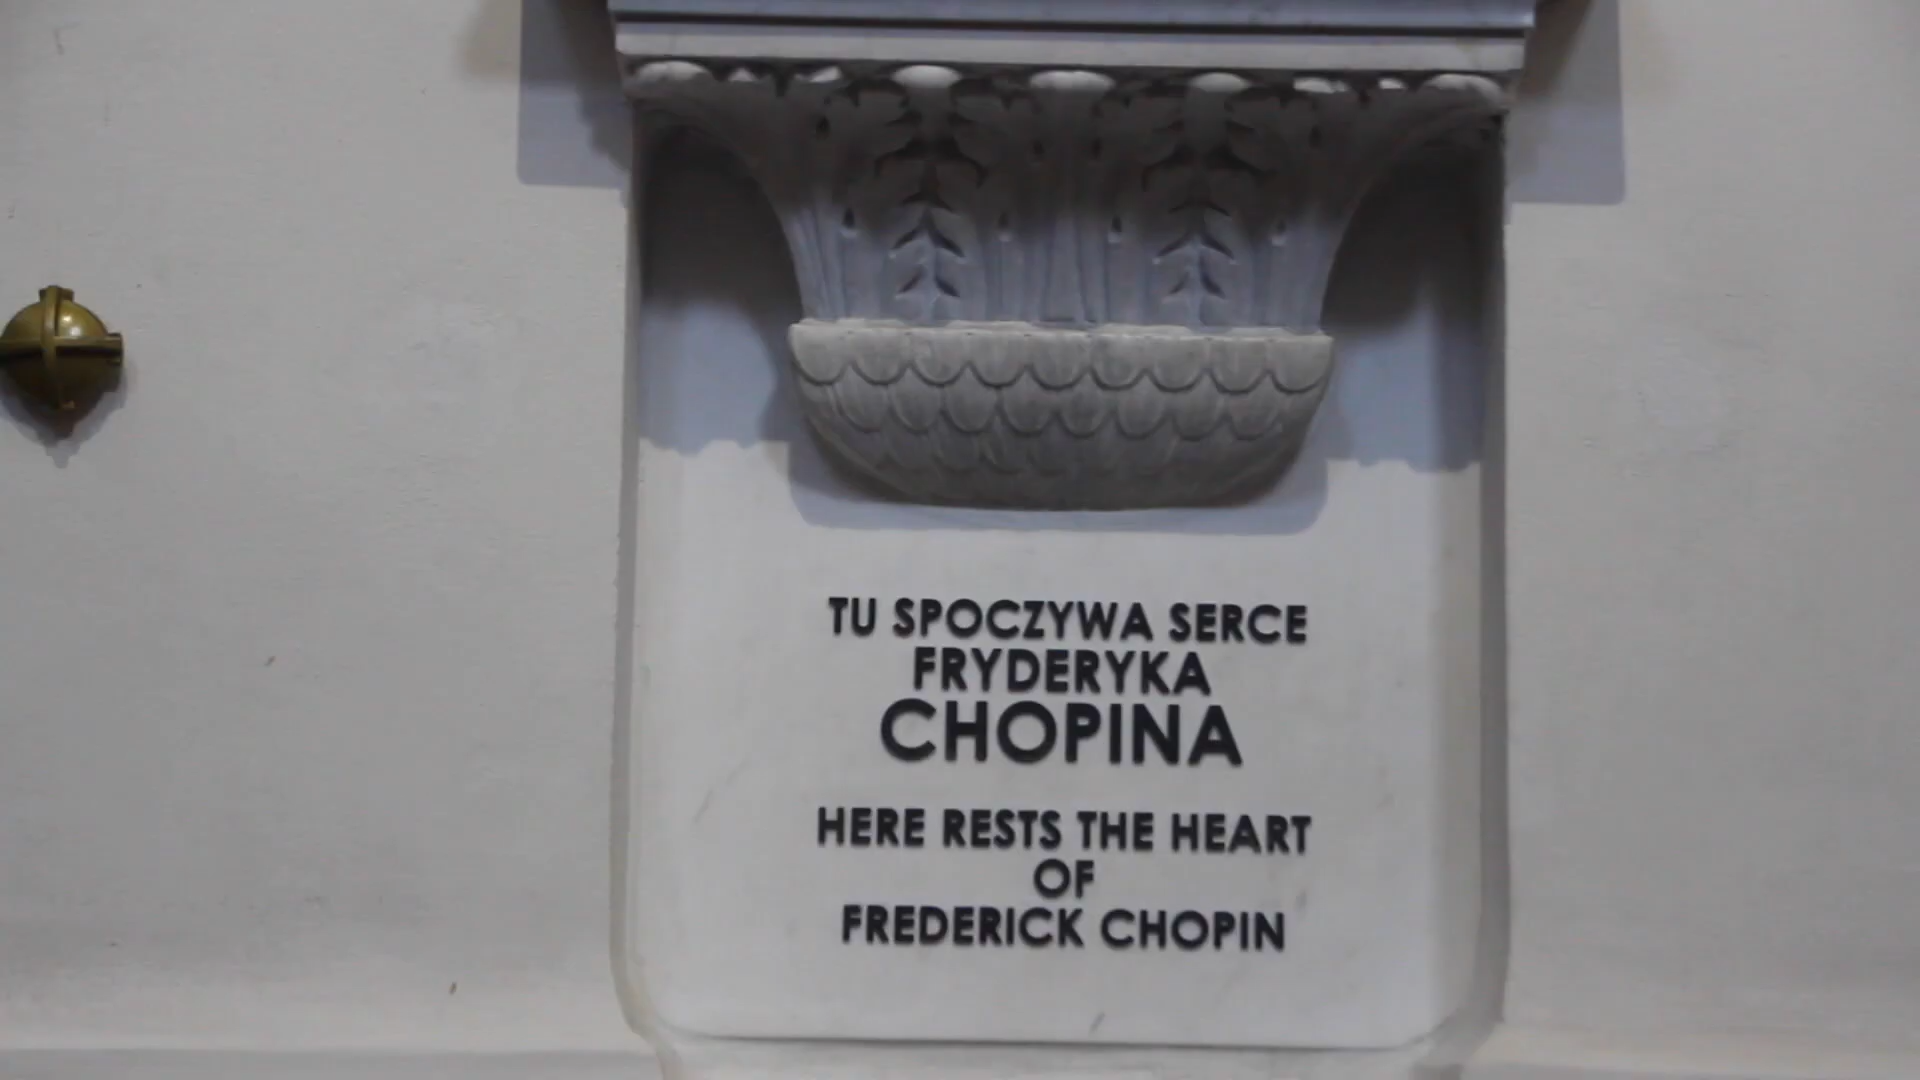 TU SPOCZYWA SERCE
FRYDERYKA
CHOPINA
HERE RESTS THE HEART
OF
FREDERICK CHOPIN